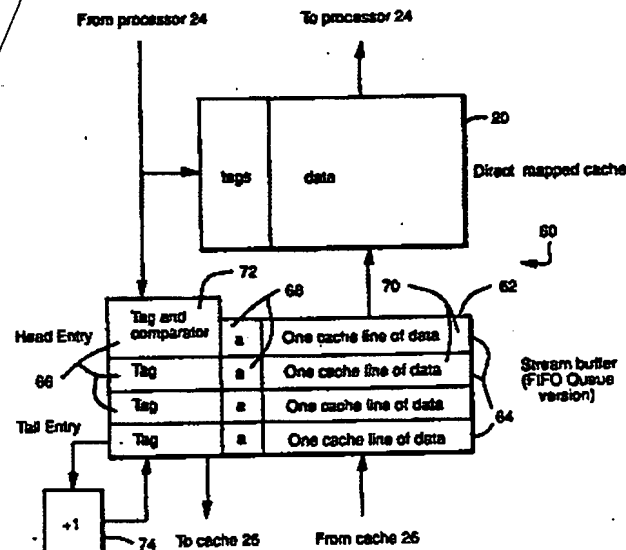 From processor 24
To processor 24
20
tags
data
Direct mapped cache
60
72
68
70
62
Head Entry
Tag and
comparator
a
One cache line of data
66
Tag
a
One cache line of data
Stream buffer
(FIFO Queue
version)
Tag
a
One cache line of data
64
Tail Entry
Tag
a
One cache line of data
+1
74
To cache 26
From cache 26